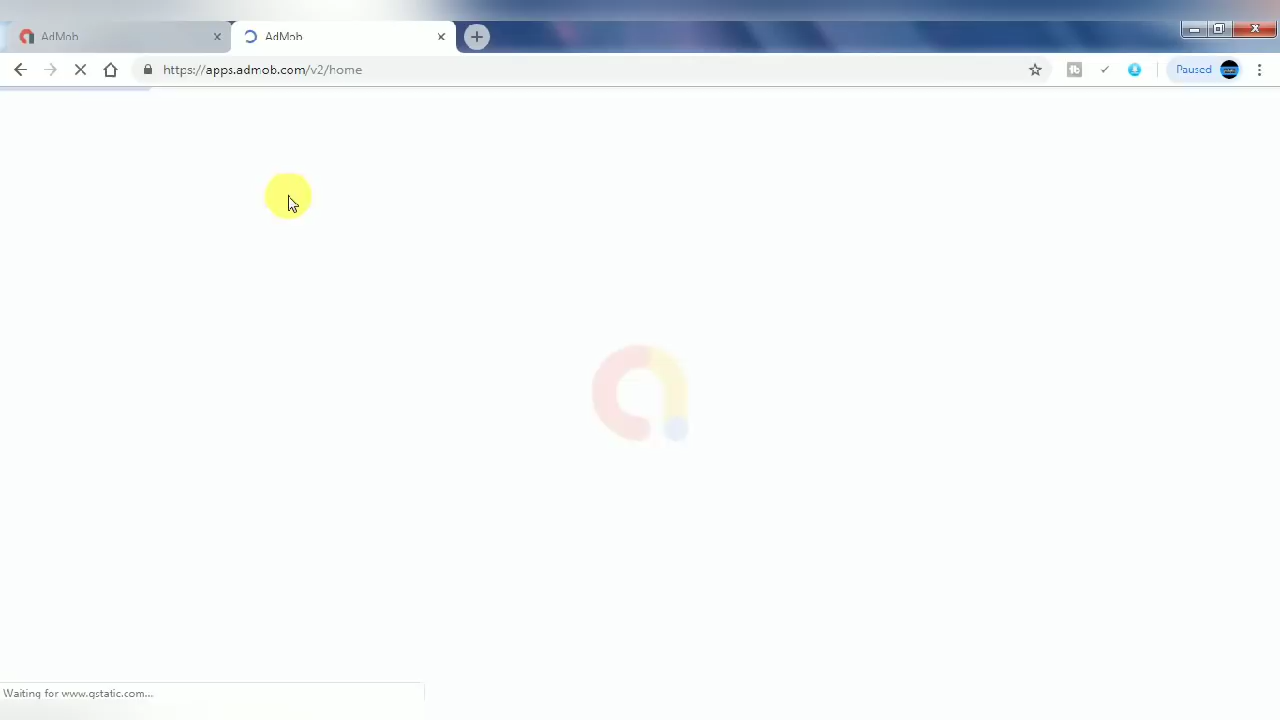 AdMob
AdMob
https://apps.admob.com/v2/home
Paused
Waiting for www.gstatic.com...